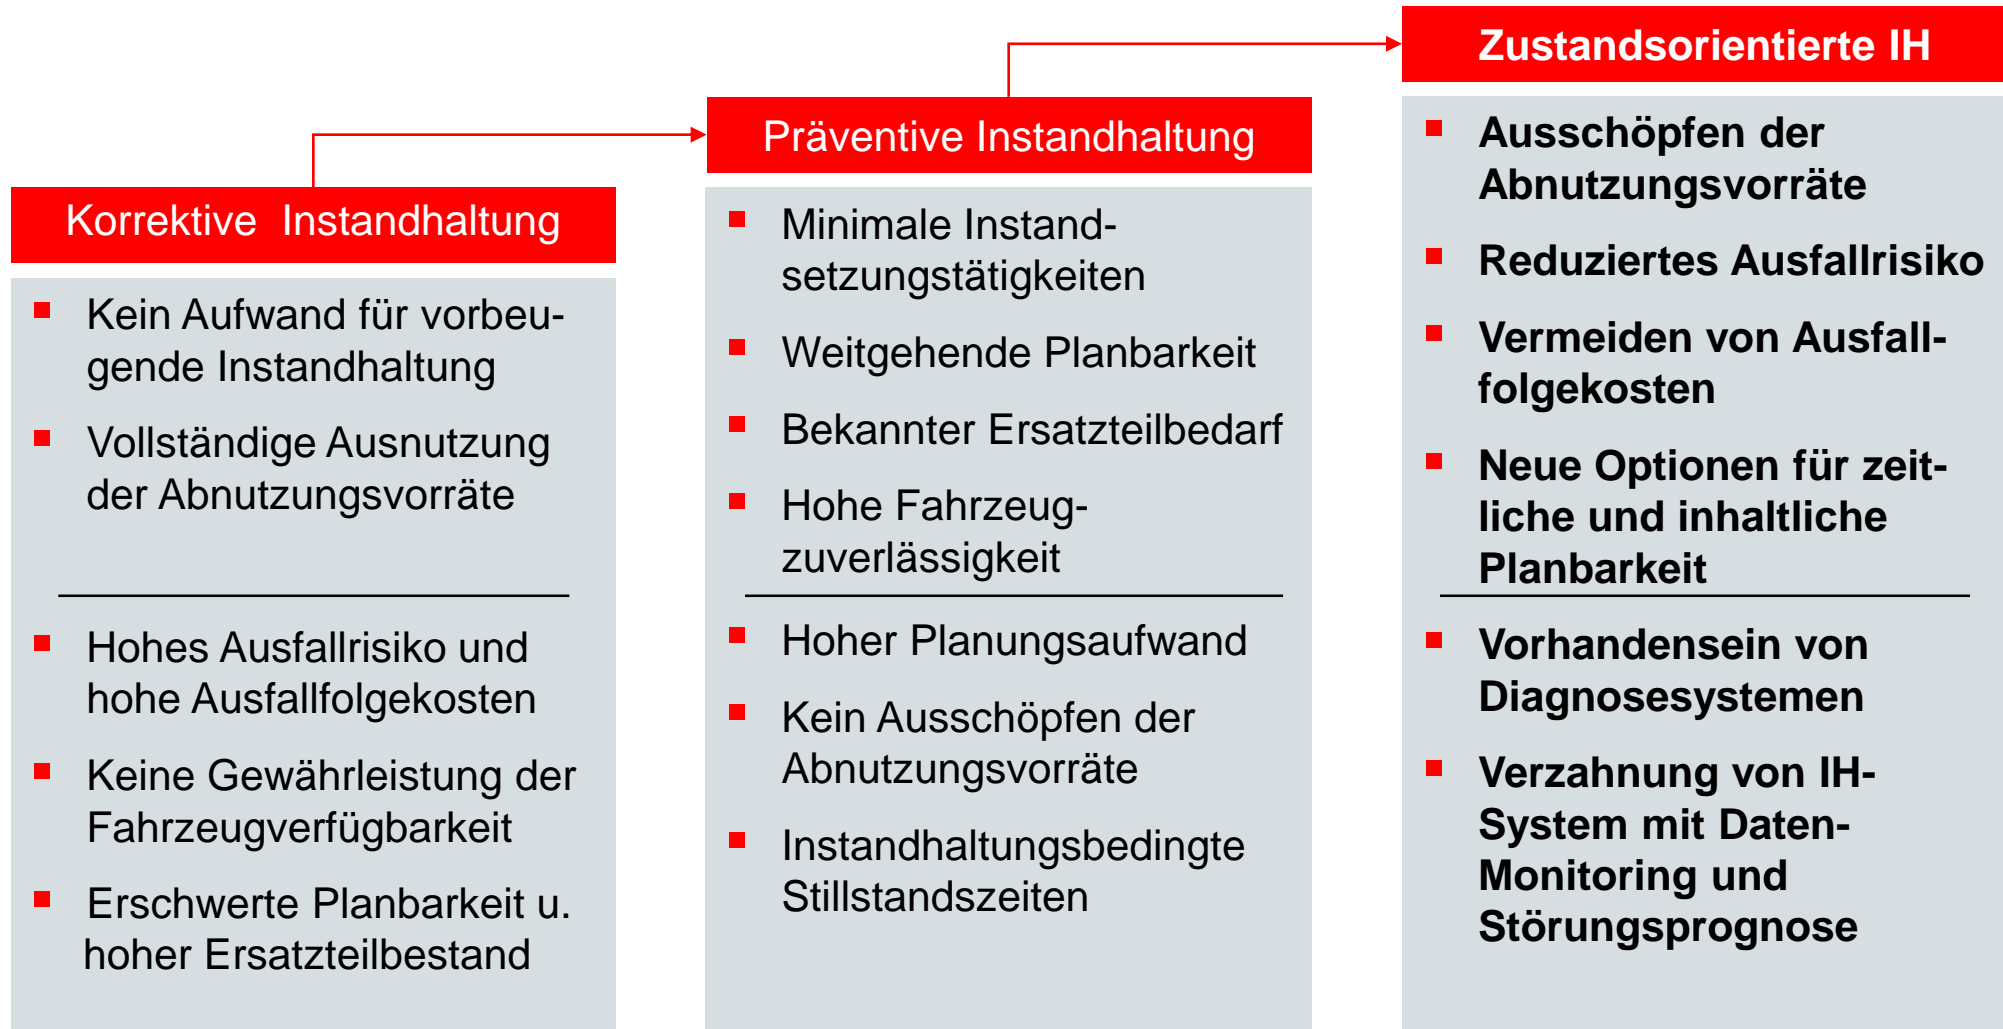 Korrektive Instandhaltung
Kein Aufwand für vorbeu-
gende Instandhaltung
Vollständige Ausnutzung
der Abnutzungsvorräte
Hohes Ausfallrisiko und
hohe Ausfallfolgekosten
Keine Gewährleistung der
Fahrzeugverfügbarkeit
Erschwerte Planbarkeit u.
hoher Ersatzteilbestand
Präventive Instandhaltung
Minimale Instand-
setzungstätigkeiten
Weitgehende Planbarkeit
Bekannter Ersatzteilbedarf
Hohe Fahrzeug-
zuverlässigkeit
Hoher Planungsaufwand
Kein Ausschöpfen der
Abnutzungsvorräte
Instandhaltungsbedingte
Stillstandszeiten
Zustandsorientierte IH
Ausschöpfen der
Abnutzungsvorräte
Reduziertes Ausfallrisiko
Vermeiden von Ausfall-
folgekosten
Neue Optionen für zeit-
liche und inhaltliche
Planbarkeit
Vorhandensein von
Diagnosesystemen
Verzahnung von IH-
System mit Daten-
Monitoring und
Störungsprognose